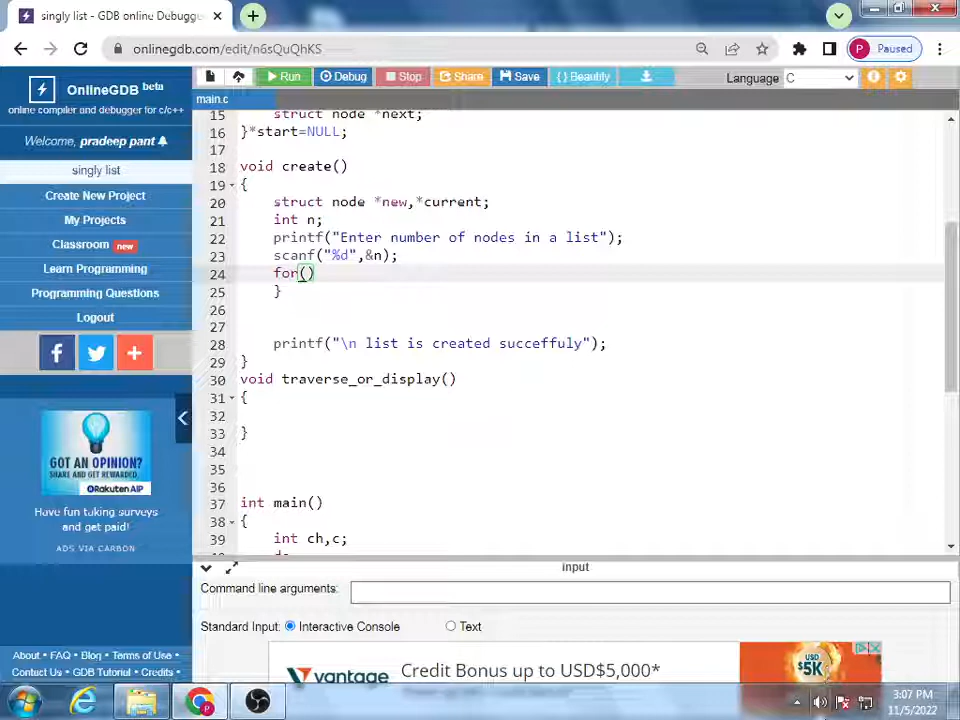 singly list - GDB online Debugge
onlinegdb.com/edit/n6sQuQhKS
P Paused
OnlineGDB beta
online compiler and debugger for c/c++
Welcome, pradeep pant
singly list
Create New Project
My Projects
Classroom new
Learn Programming
Programming Questions
Logout
GOT AN OPINION?
SHARE AND GET REWARDED.
Rakuten AIP
Have fun taking surveys
and get paid!
ADS VIA CARBON
About • FAQ • Blog • Terms of Use •
Contact Us • GDB Tutorial • Credits •
Run Debug Stop Share Save { } Beautify Language C
main.c
15 struct node *next;
16 }*start=NULL;
17
18 void create()
19 {
20 struct node *new,*current;
21 int n;
22 printf("Enter number of nodes in a list");
23 scanf("%d",&n);
24 for()
25 }
26
27
28 printf("\n list is created succeffuly");
29 }
30 void traverse_or_display()
31 {
32
33 }
34
35
36
37 int main()
38 {
39 int ch,c;
input
Command line arguments:
Standard Input: Interactive Console Text
vantage Credit Bonus up to USD$5,000*
$5K
3:07 PM
11/5/2022